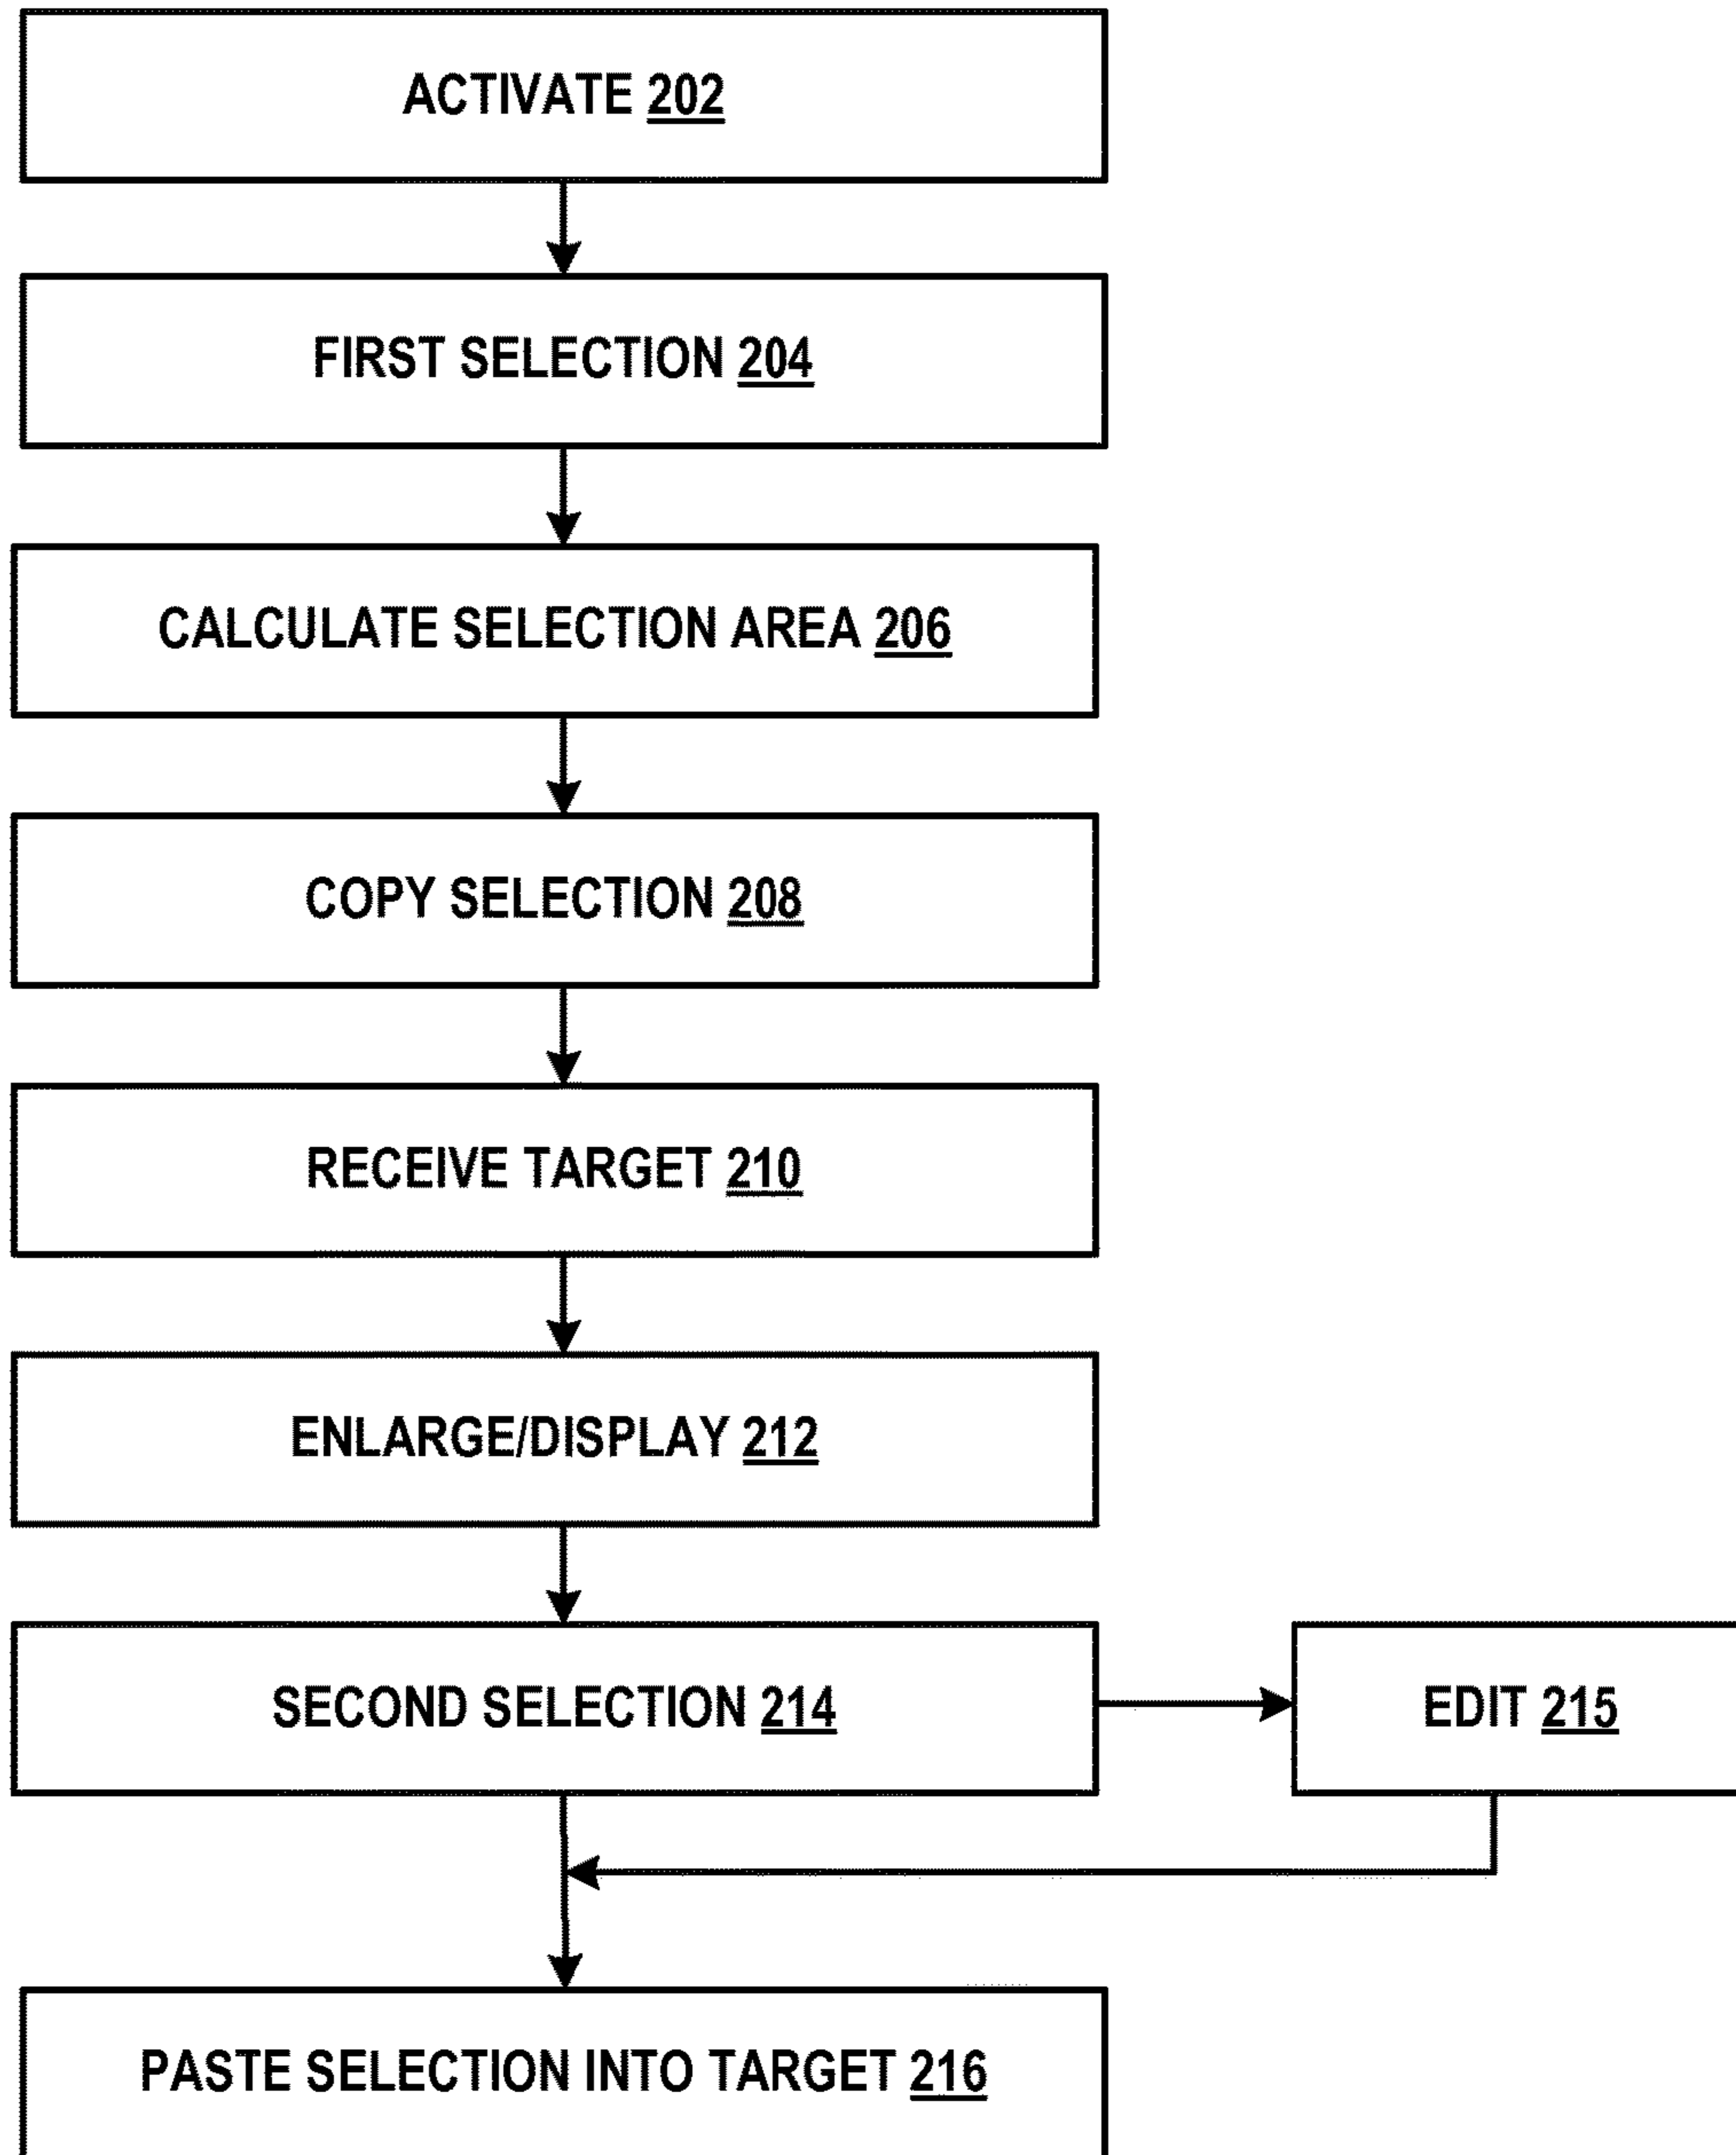 ACTIVATE 202
FIRST SELECTION 204
CALCULATE SELECTION AREA 206
COPY SELECTION 208
RECEIVE TARGET 210
ENLARGE/DISPLAY 212
SECOND SELECTION 214
EDIT 215
PASTE SELECTION INTO TARGET 216